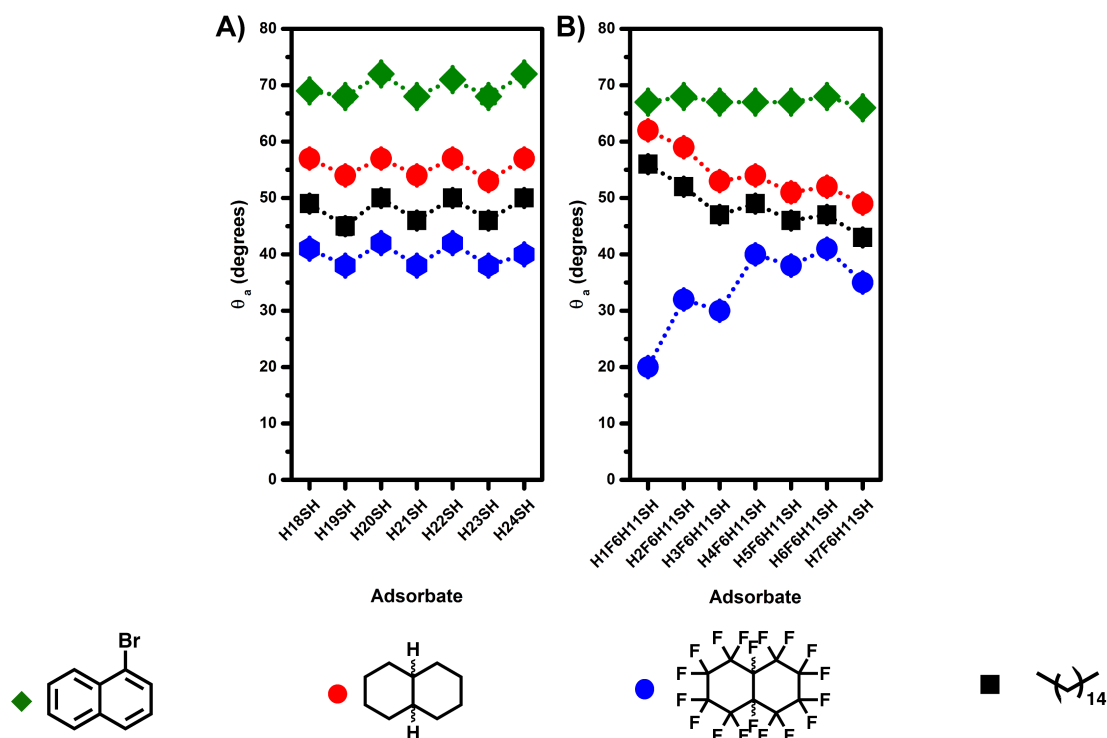 A)
B)
80
70
60
50
40
30
20
10
0
θa (degrees)
H18SH
H19SH
H20SH
H21SH
H22SH
H23SH
H24SH
Adsorbate
80
70
60
50
40
30
20
10
0
θa (degrees)
H1F6H11SH
H2F6H11SH
H3F6H11SH
H4F6H11SH
H5F6H11SH
H6F6H11SH
H7F6H11SH
Adsorbate
Br
H
H
F F F F F F
F F
F F
F F
F F
F F F F F F
14